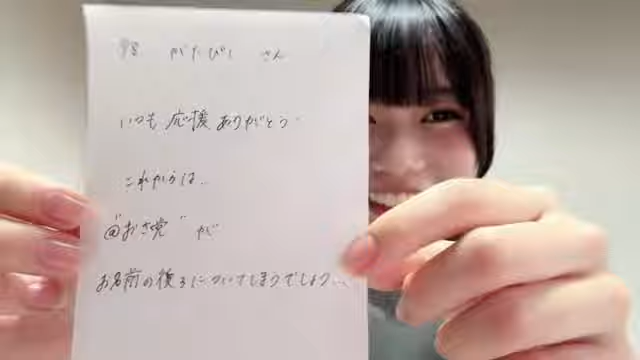 がたぴし さん
いつも 応援 ありがとう
これからは..
"@おさ党" が
お名前の後ろについてしまうでしょう...